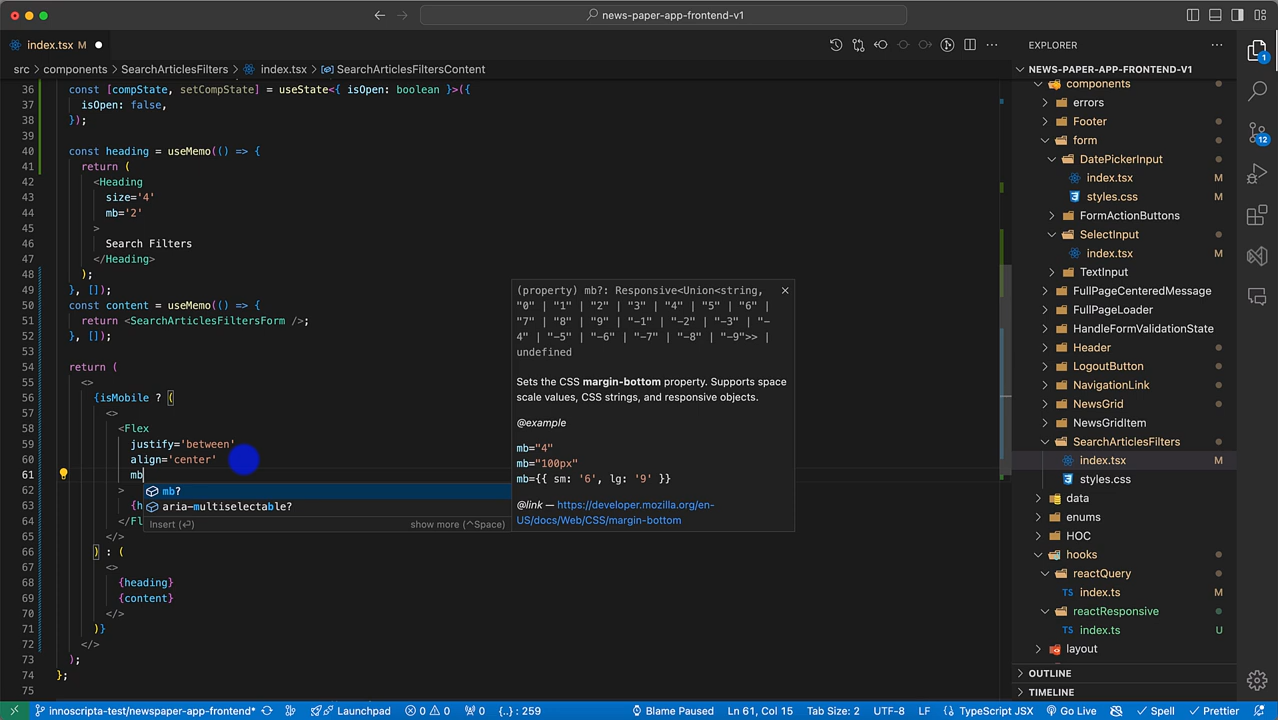 news-paper-app-frontend-v1
index.tsx M
EXPLORER
src > components > SearchArticlesFilters > index.tsx > SearchArticlesFiltersContent
36 const [compState, setCompState] = useState<{ isOpen: boolean }>({
37 isOpen: false,
38 });
39
40 const heading = useMemo(() => {
41 return (
42 <Heading
43 size='4'
44 mb='2'
45 >
46 Search Filters
47 </Heading>
48 );
49 }, []);
50 const content = useMemo(() => {
51 return <SearchArticlesFiltersForm />;
52 }, []);
53
54 return (
55 <>
56 {isMobile ? (
57 <>
58 <Flex
59 justify='between'
60 align='center'
61 mb
62 >
63 {h
64 </Fl
65 </>
66 ) : (
67 <>
68 {heading}
69 {content}
70 </>
71 )}
72 </>
73 );
74 };
75
mb?
aria-multiselectable?
Insert (⏎) show more (^Space)
(property) mb?: Responsive<Union<string,
"0" | "1" | "2" | "3" | "4" | "5" | "6" |
"7" | "8" | "9" | "-1" | "-2" | "-3" | "-
4" | "-5" | "-6" | "-7" | "-8" | "-9">> |
undefined
Sets the CSS margin-bottom property. Supports space
scale values, CSS strings, and responsive objects.
@example
mb="4"
mb="100px"
mb={{ sm: '6', lg: '9' }}
@link — https://developer.mozilla.org/en-
US/docs/Web/CSS/margin-bottom
NEWS-PAPER-APP-FRONTEND-V1
components
errors
Footer
form
DatePickerInput
index.tsx M
styles.css M
FormActionButtons
SelectInput
index.tsx M
TextInput
FullPageCenteredMessage
FullPageLoader
HandleFormValidationState
Header
LogoutButton
NavigationLink
NewsGrid
NewsGridItem
SearchArticlesFilters
index.tsx M
styles.css
data
enums
HOC
hooks
reactQuery
TS index.ts M
reactResponsive
TS index.ts U
layout
OUTLINE
TIMELINE
1
12
innoscripta-test/newspaper-app-frontend* Launchpad 0 0 0 {..} : 259 Blame Paused Ln 61, Col 15 Tab Size: 2 UTF-8 LF {} TypeScript JSX Go Live Spell Prettier